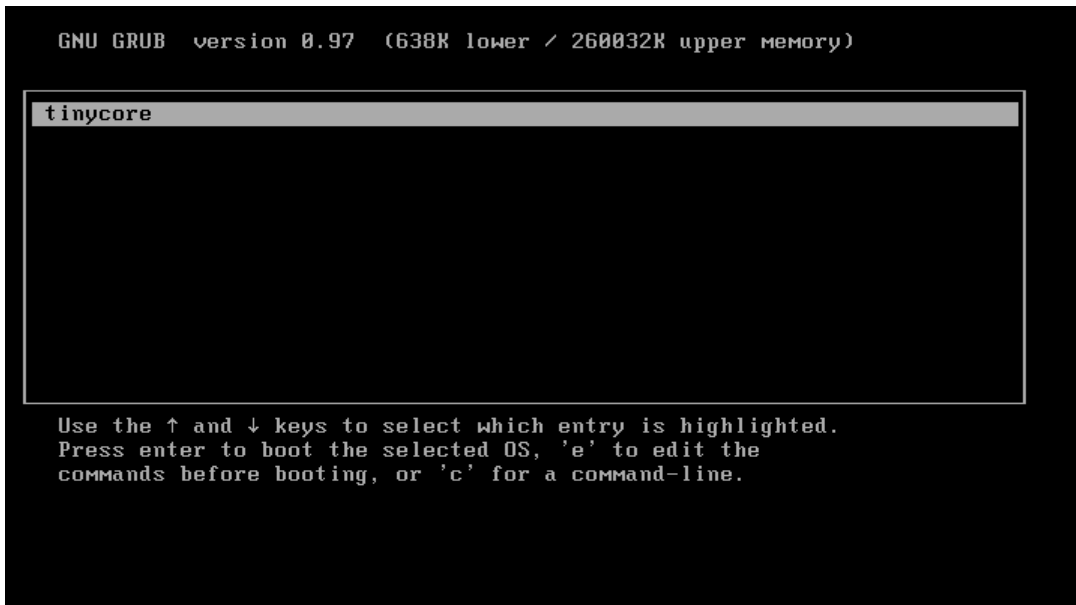 GNU GRUB  version 0.97  (638K lower / 260032K upper memory)
tinycore
Use the ↑ and ↓ keys to select which entry is highlighted.
Press enter to boot the selected OS, 'e' to edit the
commands before booting, or 'c' for a command-line.